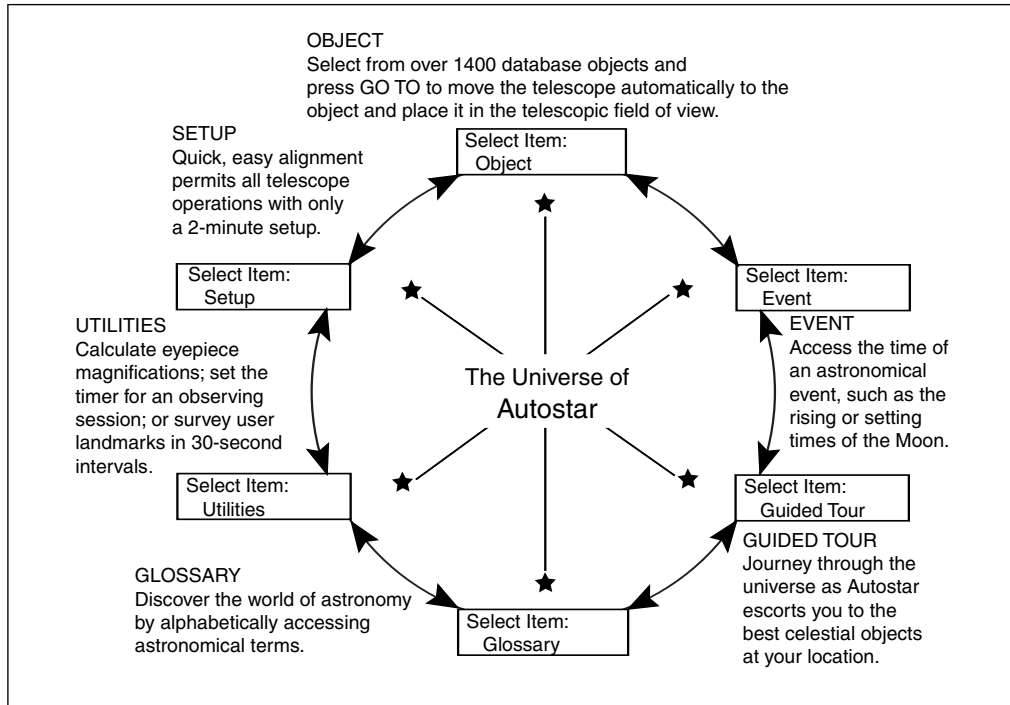 OBJECT
Select from over 1400 database objects and
press GO TO to move the telescope automatically to the
object and place it in the telescopic field of view.
Select Item:
Object
SETUP
Quick, easy alignment
permits all telescope
operations with only
a 2-minute setup.
Select Item:
Setup
Select Item:
Event
EVENT
Access the time of
an astronomical
event, such as the
rising or setting
times of the Moon.
UTILITIES
Calculate eyepiece
magnifications; set the
timer for an observing
session; or survey user
landmarks in 30-second
intervals.
The Universe of
Autostar
Select Item:
Utilities
Select Item:
Guided Tour
GUIDED TOUR
Journey through the
universe as Autostar
escorts you to the
best celestial objects
at your location.
GLOSSARY
Discover the world of astronomy
by alphabetically accessing
astronomical terms.
Select Item:
Glossary